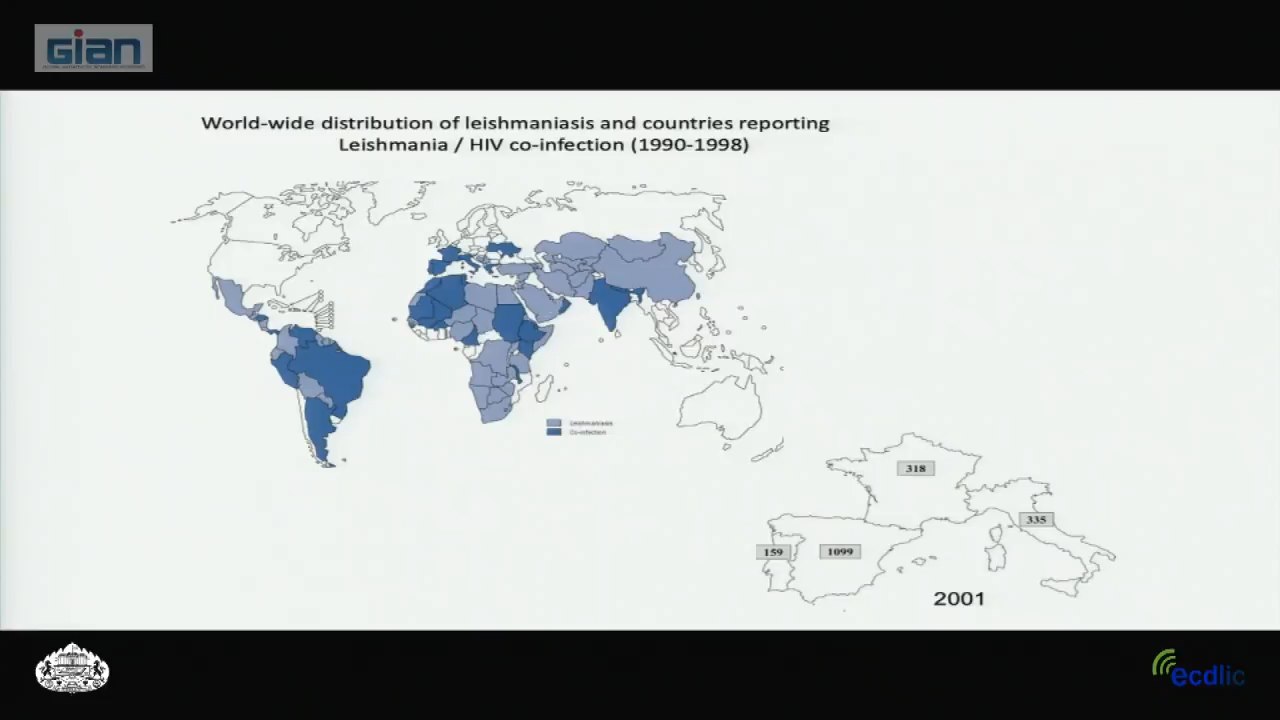 GIAN
World-wide distribution of leishmaniasis and countries reporting
Leishmania / HIV co-infection (1990-1998)
Leishmaniasis
Co-infection
318
335
159
1099
2001
ecdlic